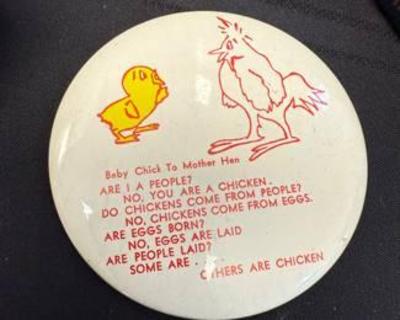 Baby Chick To Mother Hen
ARE I A PEOPLE?
NO, YOU ARE A CHICKEN.
DO CHICKENS COME FROM PEOPLE?
NO, CHICKENS COME FROM EGGS.
ARE EGGS BORN?
NO, EGGS ARE LAID
ARE PEOPLE LAID?
SOME ARE . .
OTHERS ARE CHICKEN